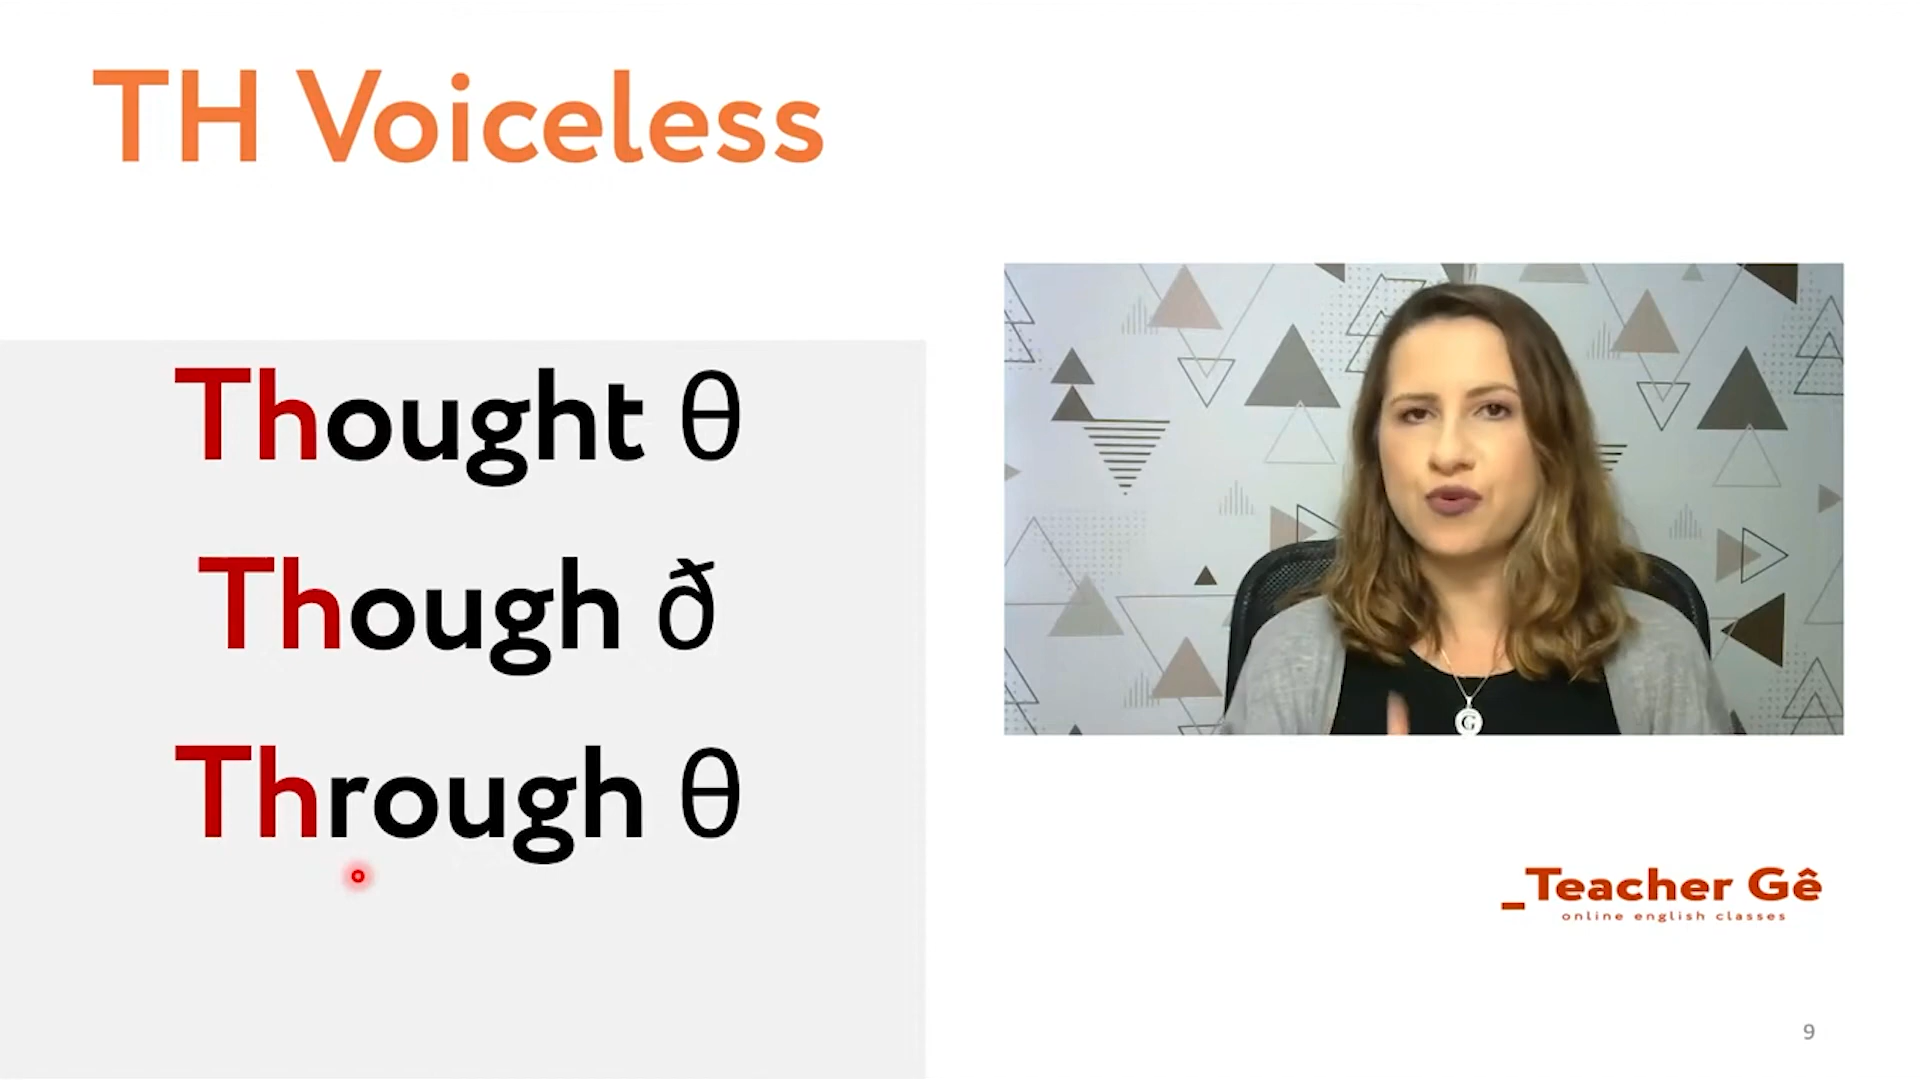 TH Voiceless
Thought θ
Though ð
Through θ
G
_Teacher Gê
online english classes
9